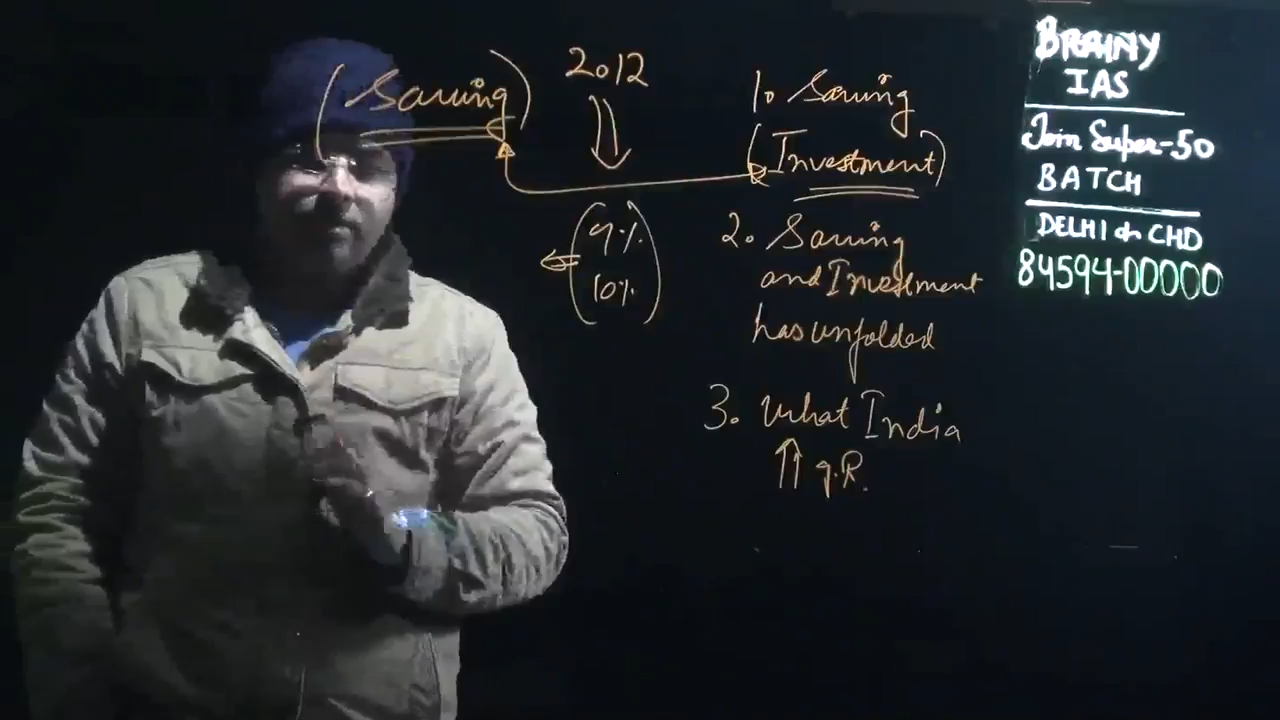 (Saving)
2012
9%
10%
1. Saving
(Investment)
2. Saving
and Investment
has unfolded
3. What India
g.R.
BRAINY
IAS
Join Super-50
BATCH
DELHI & CHD
84594-00000